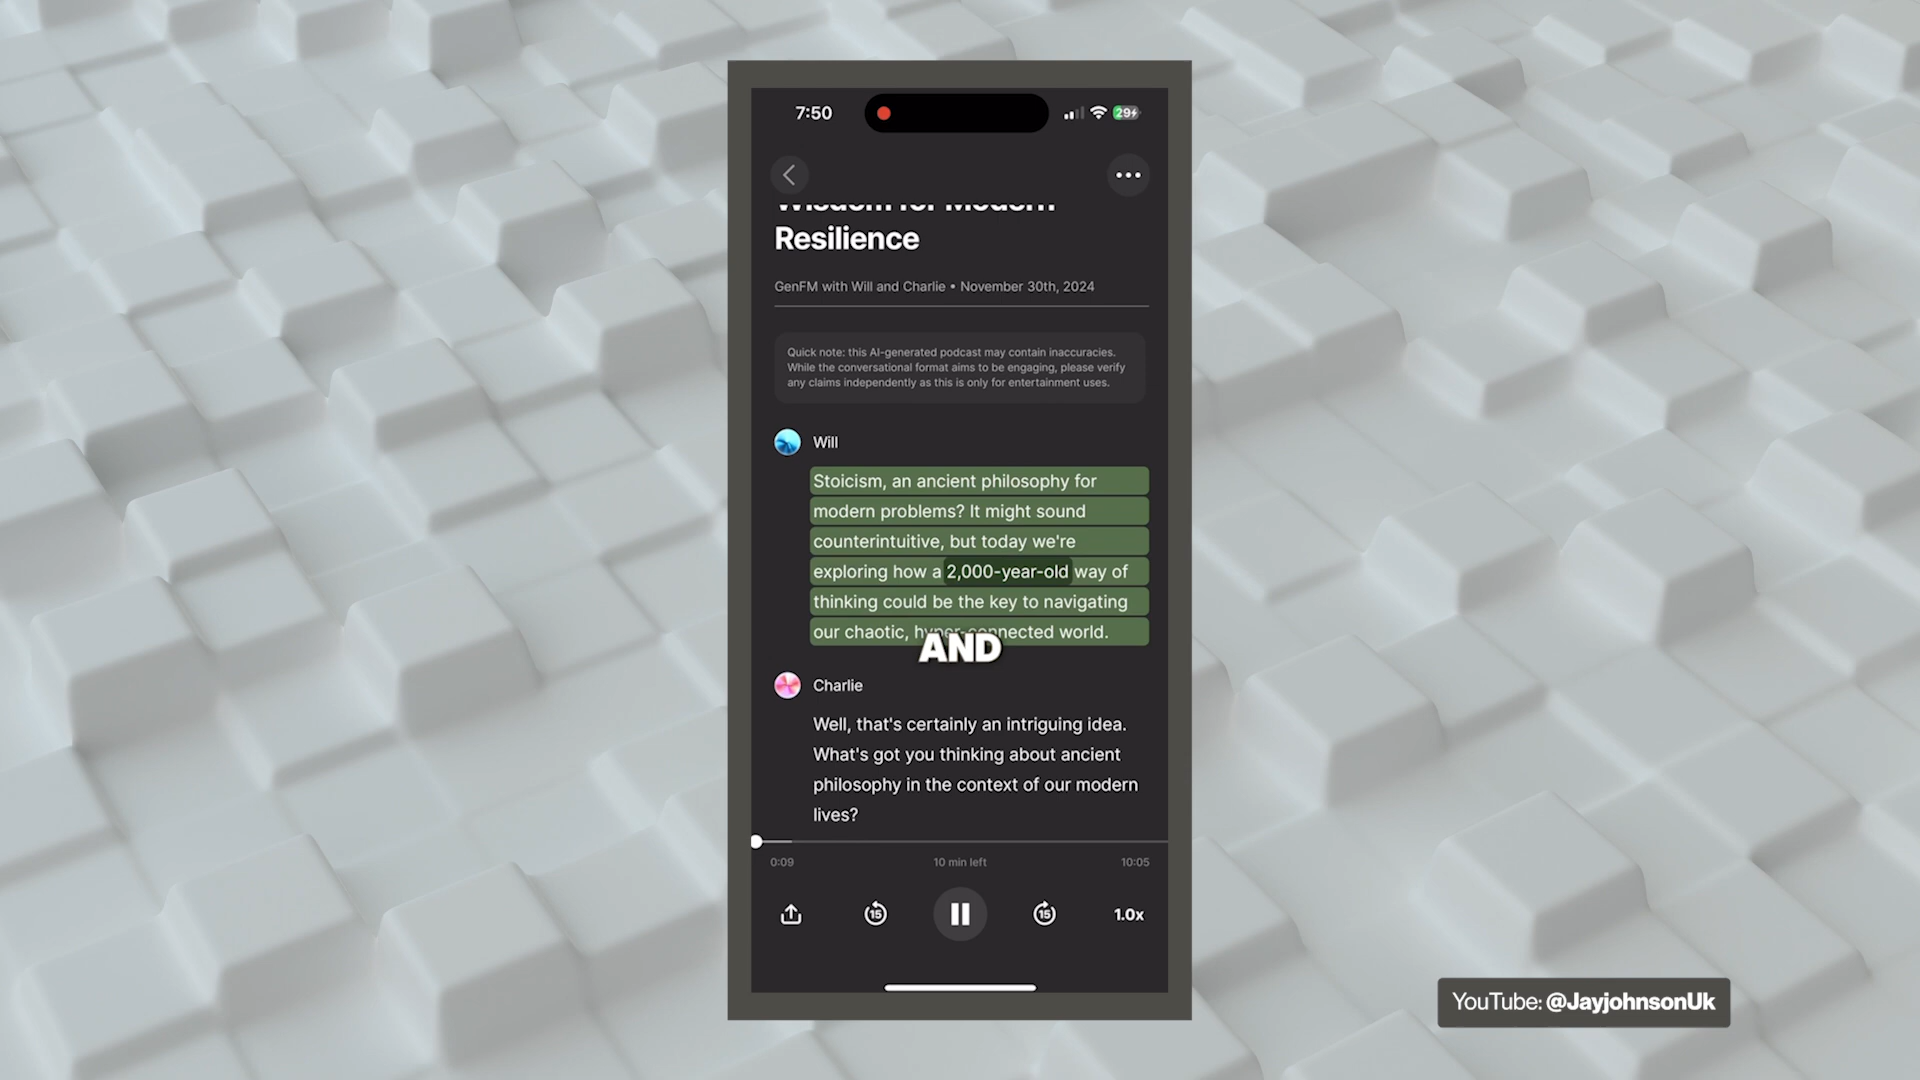 7:50
29
Wisdom for Modern
Resilience
GenFM with Will and Charlie • November 30th, 2024
Quick note: this AI-generated podcast may contain inaccuracies.
While the conversational format aims to be engaging, please verify
any claims independently as this is only for entertainment uses.
Will
Stoicism, an ancient philosophy for
modern problems? It might sound
counterintuitive, but today we're
exploring how a 2,000-year-old way of
thinking could be the key to navigating
our chaotic, hyper-connected world.
AND
Charlie
Well, that's certainly an intriguing idea.
What's got you thinking about ancient
philosophy in the context of our modern
lives?
0:09 10 min left 10:05
15 15 1.0x
YouTube: @JayjohnsonUk